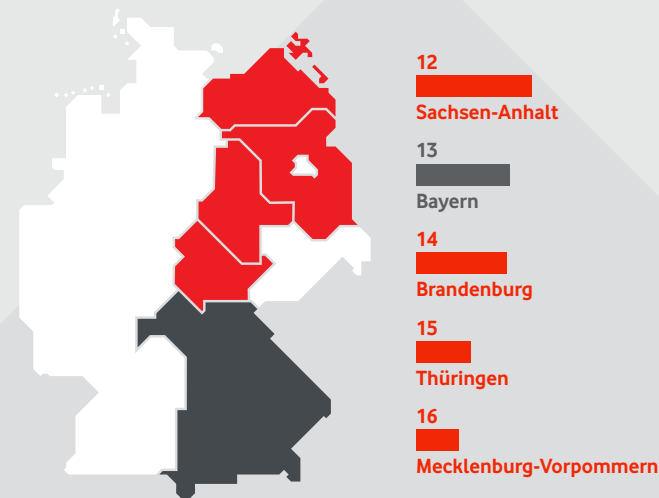 12
Sachsen-Anhalt
13
Bayern
14
Brandenburg
15
Thüringen
16
Mecklenburg-Vorpommern